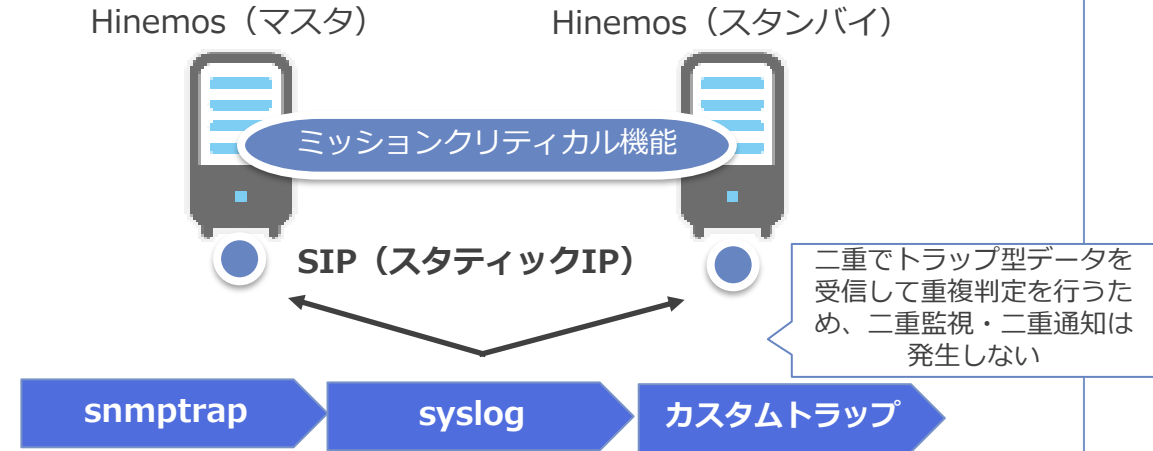 Hinemos（マスタ）
Hinemos（スタンバイ）
ミッションクリティカル機能
SIP（スタティックIP）
二重でトラップ型データを
受信して重複判定を行うた
め、二重監視・二重通知は
発生しない
snmptrap
syslog
カスタムトラップ